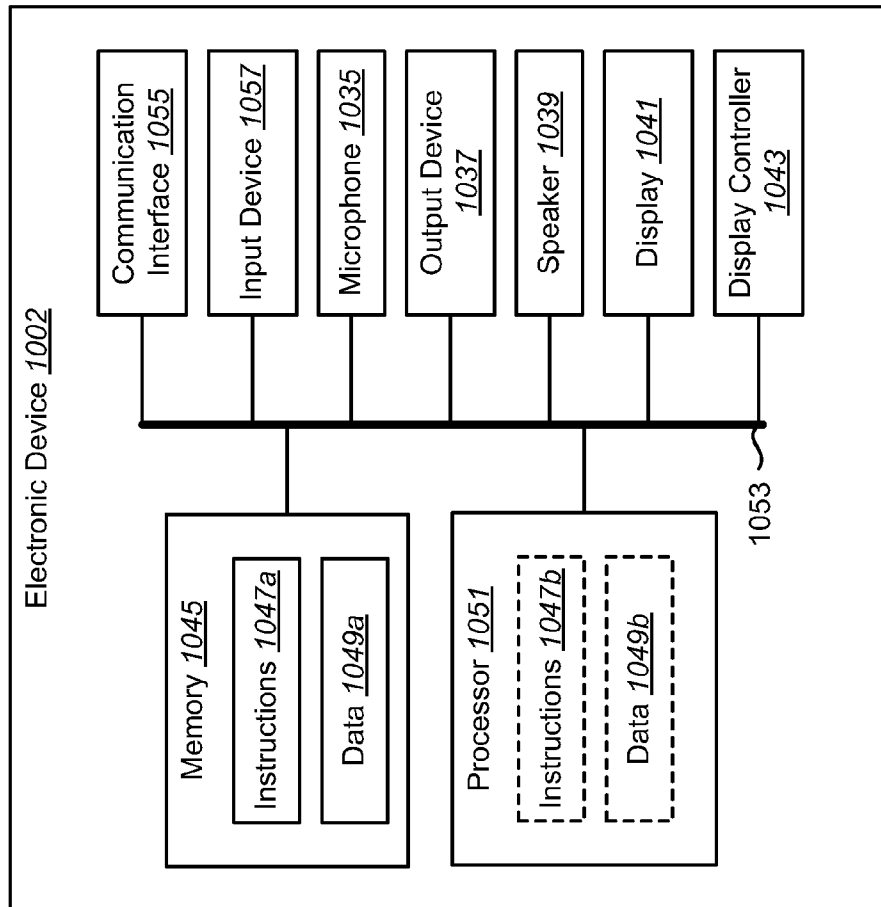 Electronic Device 1002
Memory 1045
Instructions 1047a
Data 1049a
Processor 1051
Instructions 1047b
Data 1049b
Communication
Interface 1055
Input Device 1057
Microphone 1035
Output Device
1037
Speaker 1039
Display 1041
Display Controller
1043
1053